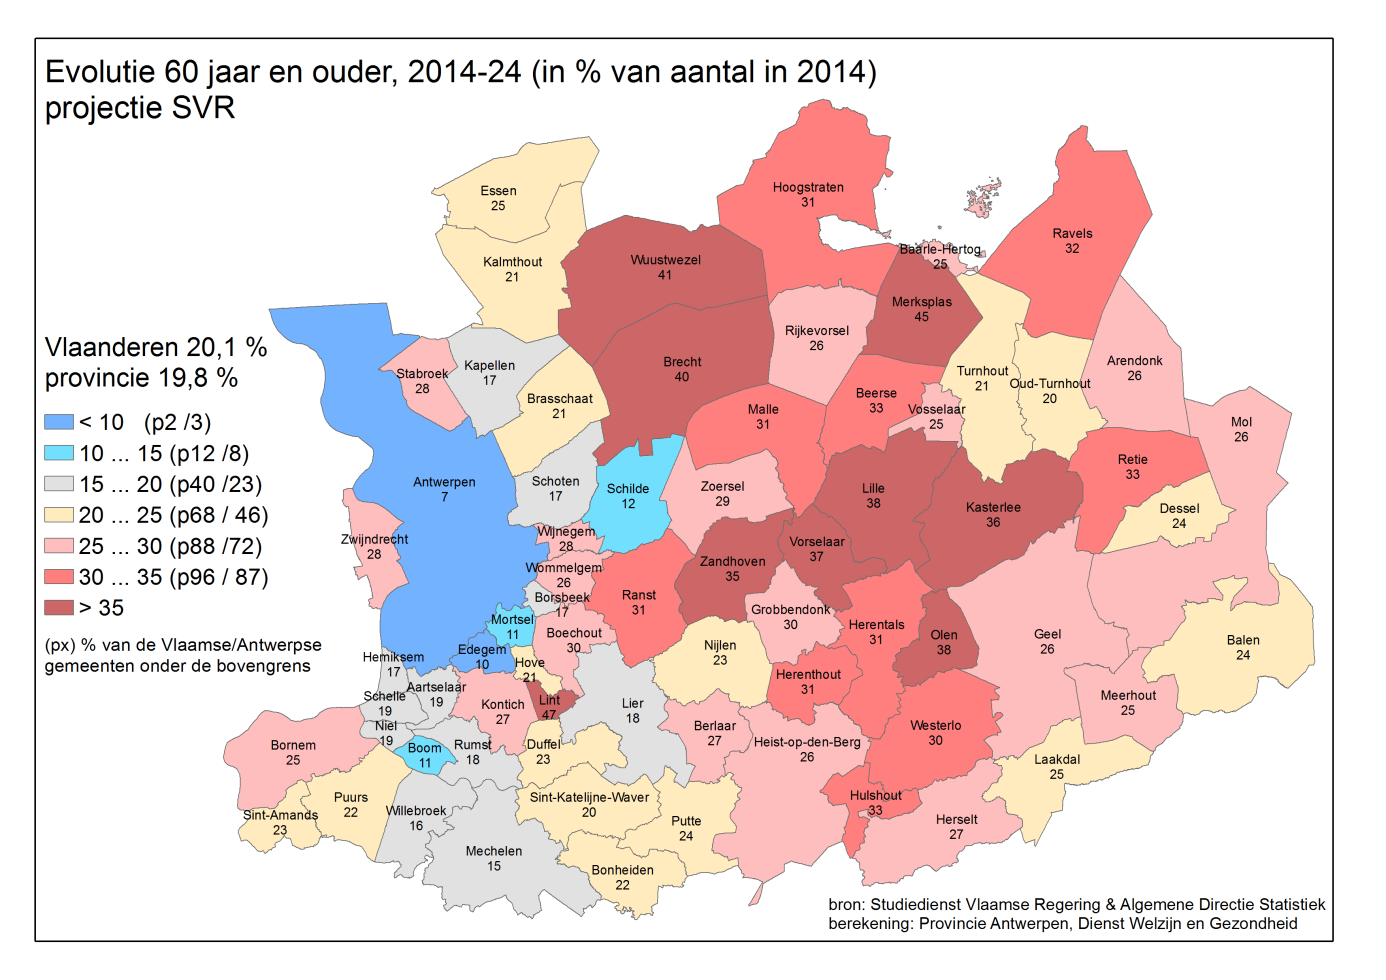 Evolutie 60 jaar en ouder, 2014-24 (in % van aantal in 2014)
projectie SVR
Essen
25
Kalmthout
21
Wuustwezel
41
Hoogstraten
31
Ravels
32
Baarle-Hertog
25
Merksplas
45
Rijkevorsel
26
Brecht
40
Vlaanderen 20,1 %
provincie 19,8 %
< 10 (p2 /3)
10 ... 15 (p12 /8)
15 ... 20 (p40 /23)
20 ... 25 (p68 / 46)
25 ... 30 (p88 /72)
30 ... 35 (p96 / 87)
> 35
(px) % van de Vlaamse/Antwerpse
gemeenten onder de bovengrens
Stabroek
28
Kapellen
17
Brasschaat
21
Malle
31
Beerse
33
Vosselaar
25
Turnhout
21
Oud-Turnhout
20
Arendonk
26
Mol
26
Retie
33
Dessel
24
Antwerpen
7
Schoten
17
Schilde
12
Zoersel
29
Lille
38
Kasterlee
36
Zwijndrecht
28
Wijnegem
28
Wommelgem
26
Borsbeek
17
Ranst
31
Zandhoven
35
Vorselaar
37
Grobbendonk
30
Herentals
31
Olen
38
Geel
26
Balen
24
Meerhout
25
Mortsel
11
Boechout
30
Edegem
10
Hove
21
Nijlen
23
Herenthout
31
Hemiksem
17
Schelle
19
Aartselaar
19
Niel
19
Kontich
27
Lint
47
Lier
18
Berlaar
27
Heist-op-den-Berg
26
Westerlo
30
Laakdal
25
Bornem
25
Boom
11
Rumst
18
Duffel
23
Sint-Amands
23
Puurs
22
Willebroek
16
Sint-Katelijne-Waver
20
Putte
24
Hulshout
33
Herselt
27
Mechelen
15
Bonheiden
22
bron: Studiedienst Vlaamse Regering & Algemene Directie Statistiek
berekening: Provincie Antwerpen, Dienst Welzijn en Gezondheid